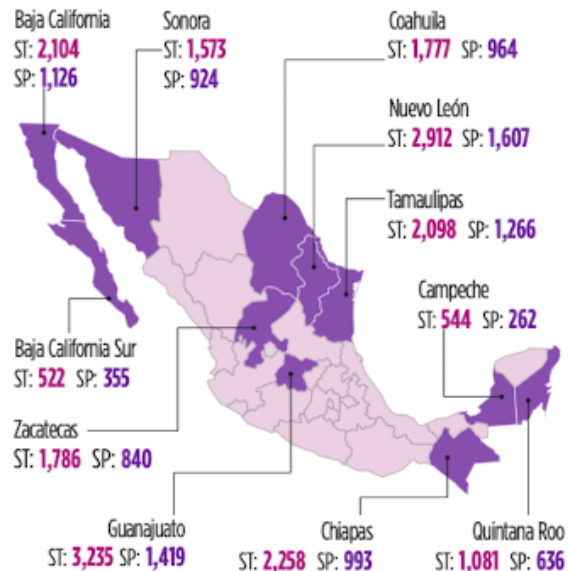 Baja California
ST: 2,104
SP: 1,126
Sonora
ST: 1,573
SP: 924
Coahuila
ST: 1,777 SP: 964
Nuevo León
ST: 2,912 SP: 1,607
Tamaulipas
ST: 2,098 SP: 1,266
Campeche
ST: 544 SP: 262
Baja California Sur
ST: 522 SP: 355
Zacatecas
ST: 1,786 SP: 840
Guanajuato
ST: 3,235 SP: 1,419
Chiapas
ST: 2,258 SP: 993
Quintana Roo
ST: 1,081 SP: 636